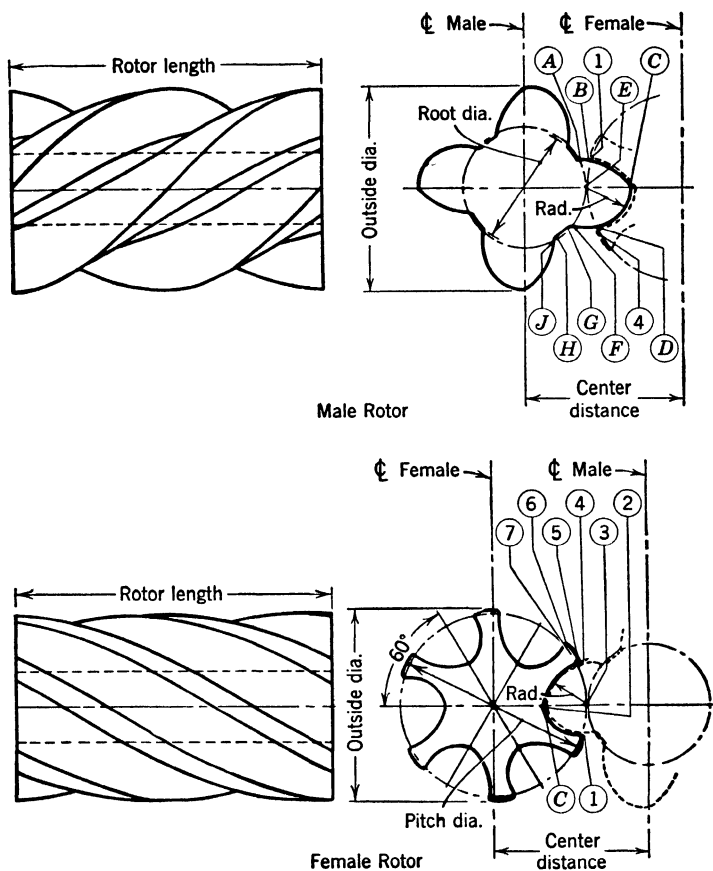 ℄ Male
℄ Female
Rotor length
A
1
C
B
E
Root dia.
Outside dia.
Rad.
J
G
4
H
F
D
Center
distance
Male Rotor
℄ Female
℄ Male
6
4
2
7
5
3
Rotor length
60°
Outside dia.
Rad.
C
1
Pitch dia.
Center
distance
Female Rotor